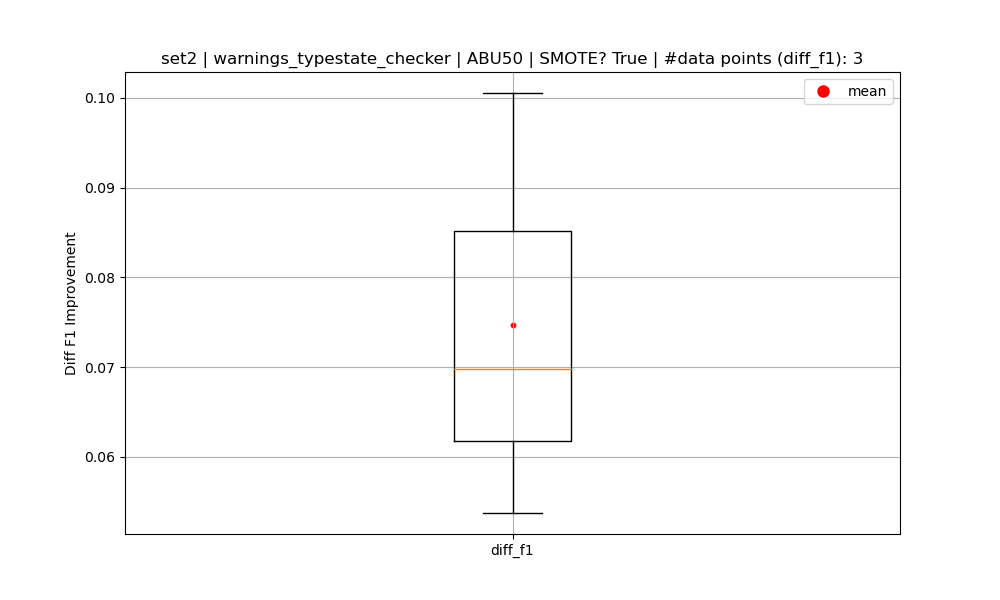 set2 | warnings_typestate_checker | ABU50 | SMOTE? True | #data points (diff_f1): 3
mean
0.10
0.09
0.08
0.07
0.06
Diff F1 Improvement
diff_f1